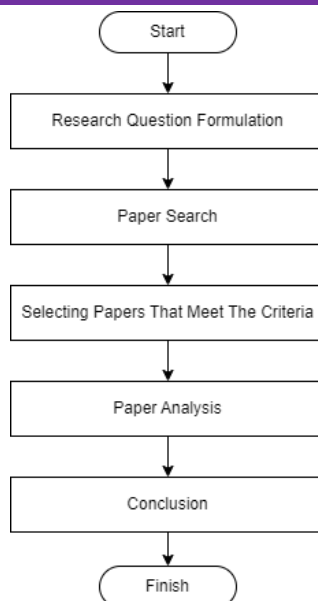 Start
Research Question Formulation
Paper Search
Selecting Papers That Meet The Criteria
Paper Analysis
Conclusion
Finish